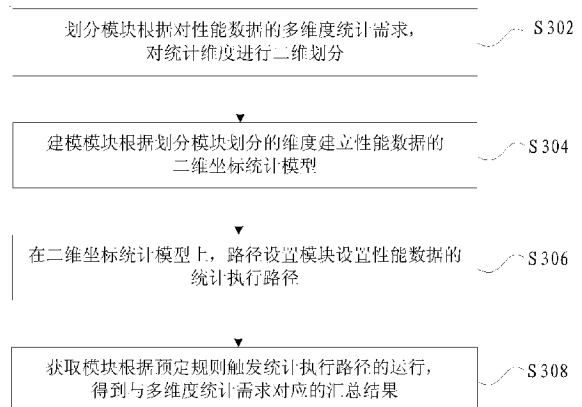 划分模块根据对性能数据的多维度统计需求，
对统计维度进行二维划分
S302
建模模块根据划分模块划分的维度建立性能数据的
二维坐标统计模型
S304
在二维坐标统计模型上，路径设置模块设置性能数据的
统计执行路径
S306
获取模块根据预定规则触发统计执行路径的运行，
得到与多维度统计需求对应的汇总结果
S308